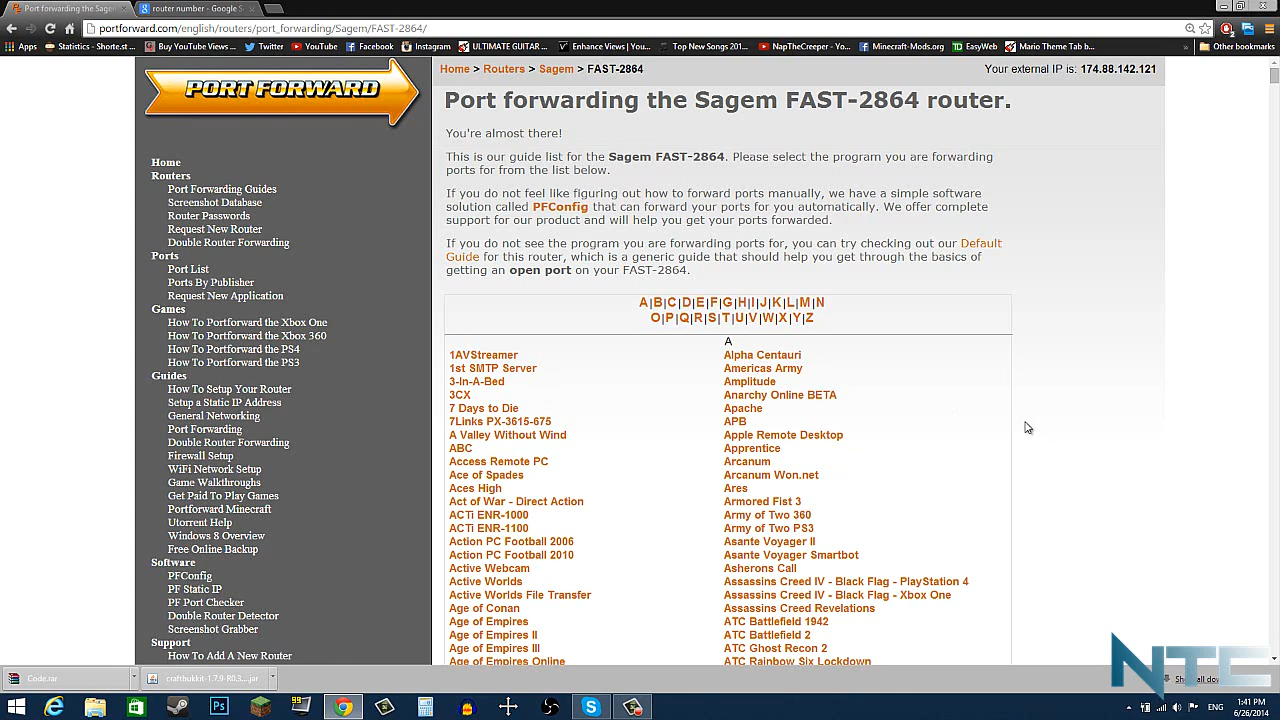 Port forwarding the Sagem
router number - Google S
portforward.com/english/routers/port_forwarding/Sagem/FAST-2864/
Apps
Statistics - Shorte.st ...
Buy YouTube Views ...
Twitter
YouTube
Facebook
Instagram
ULTIMATE GUITAR ...
Enhance Views | You...
Top New Songs 201...
NapTheCreeper - Yo...
Minecraft-Mods.org
EasyWeb
Mario Theme Tab b...
Other bookmarks
PORT FORWARD
Home > Routers > Sagem > FAST-2864
Your external IP is: 174.88.142.121
Home
Routers
Port Forwarding Guides
Screenshot Database
Router Passwords
Request New Router
Double Router Forwarding
Ports
Port List
Ports By Publisher
Request New Application
Games
How To Portforward the Xbox One
How To Portforward the Xbox 360
How To Portforward the PS4
How To Portforward the PS3
Guides
How To Setup Your Router
Setup a Static IP Address
General Networking
Port Forwarding
Double Router Forwarding
Firewall Setup
WiFi Network Setup
Game Walkthroughs
Get Paid To Play Games
Portforward Minecraft
Utorrent Help
Windows 8 Overview
Free Online Backup
Software
PFConfig
PF Static IP
PF Port Checker
Double Router Detector
Screenshot Grabber
Support
How To Add A New Router
Port forwarding the Sagem FAST-2864 router.
You're almost there!
This is our guide list for the Sagem FAST-2864. Please select the program you are forwarding
ports for from the list below.
If you do not feel like figuring out how to forward ports manually, we have a simple software
solution called PFConfig that can forward your ports for you automatically. We offer complete
support for our product and will help you get your ports forwarded.
If you do not see the program you are forwarding ports for, you can try checking out our Default
Guide for this router, which is a generic guide that should help you get through the basics of
getting an open port on your FAST-2864.
A|B|C|D|E|F|G|H|I|J|K|L|M|N
O|P|Q|R|S|T|U|V|W|X|Y|Z
A
1AVStreamer
1st SMTP Server
3-In-A-Bed
3CX
7 Days to Die
7Links PX-3615-675
A Valley Without Wind
ABC
Access Remote PC
Ace of Spades
Aces High
Act of War - Direct Action
ACTi ENR-1000
ACTi ENR-1100
Action PC Football 2006
Action PC Football 2010
Active Webcam
Active Worlds
Active Worlds File Transfer
Age of Conan
Age of Empires
Age of Empires II
Age of Empires III
Age of Empires Online
Alpha Centauri
Americas Army
Amplitude
Anarchy Online BETA
Apache
APB
Apple Remote Desktop
Apprentice
Arcanum
Arcanum Won.net
Ares
Armored Fist 3
Army of Two 360
Army of Two PS3
Asante Voyager II
Asante Voyager Smartbot
Asherons Call
Assassins Creed IV - Black Flag - PlayStation 4
Assassins Creed IV - Black Flag - Xbox One
Assassins Creed Revelations
ATC Battlefield 1942
ATC Battlefield 2
ATC Ghost Recon 2
ATC Rainbow Six Lockdown
NTC
Code.rar
craftbukkit-1.7.9-R0.3....jar
ENG
1:41 PM
6/26/2014